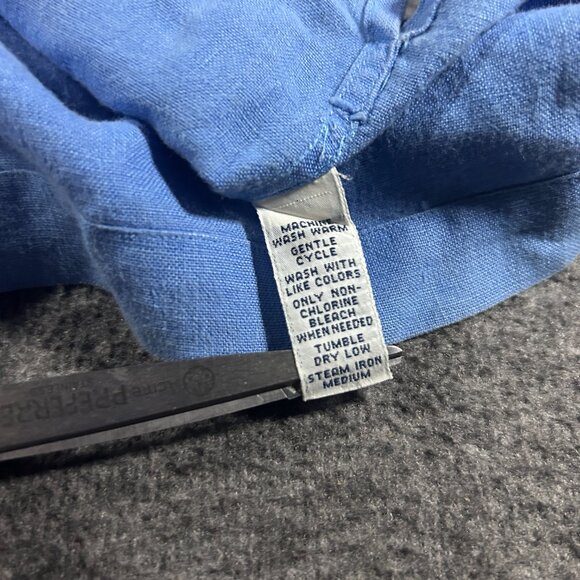 MACHINE
WASH WARM
GENTLE
CYCLE
WASH WITH
LIKE COLORS
ONLY NON-
CHLORINE
BLEACH
WHEN NEEDED
TUMBLE
DRY LOW
STEAM IRON
MEDIUM